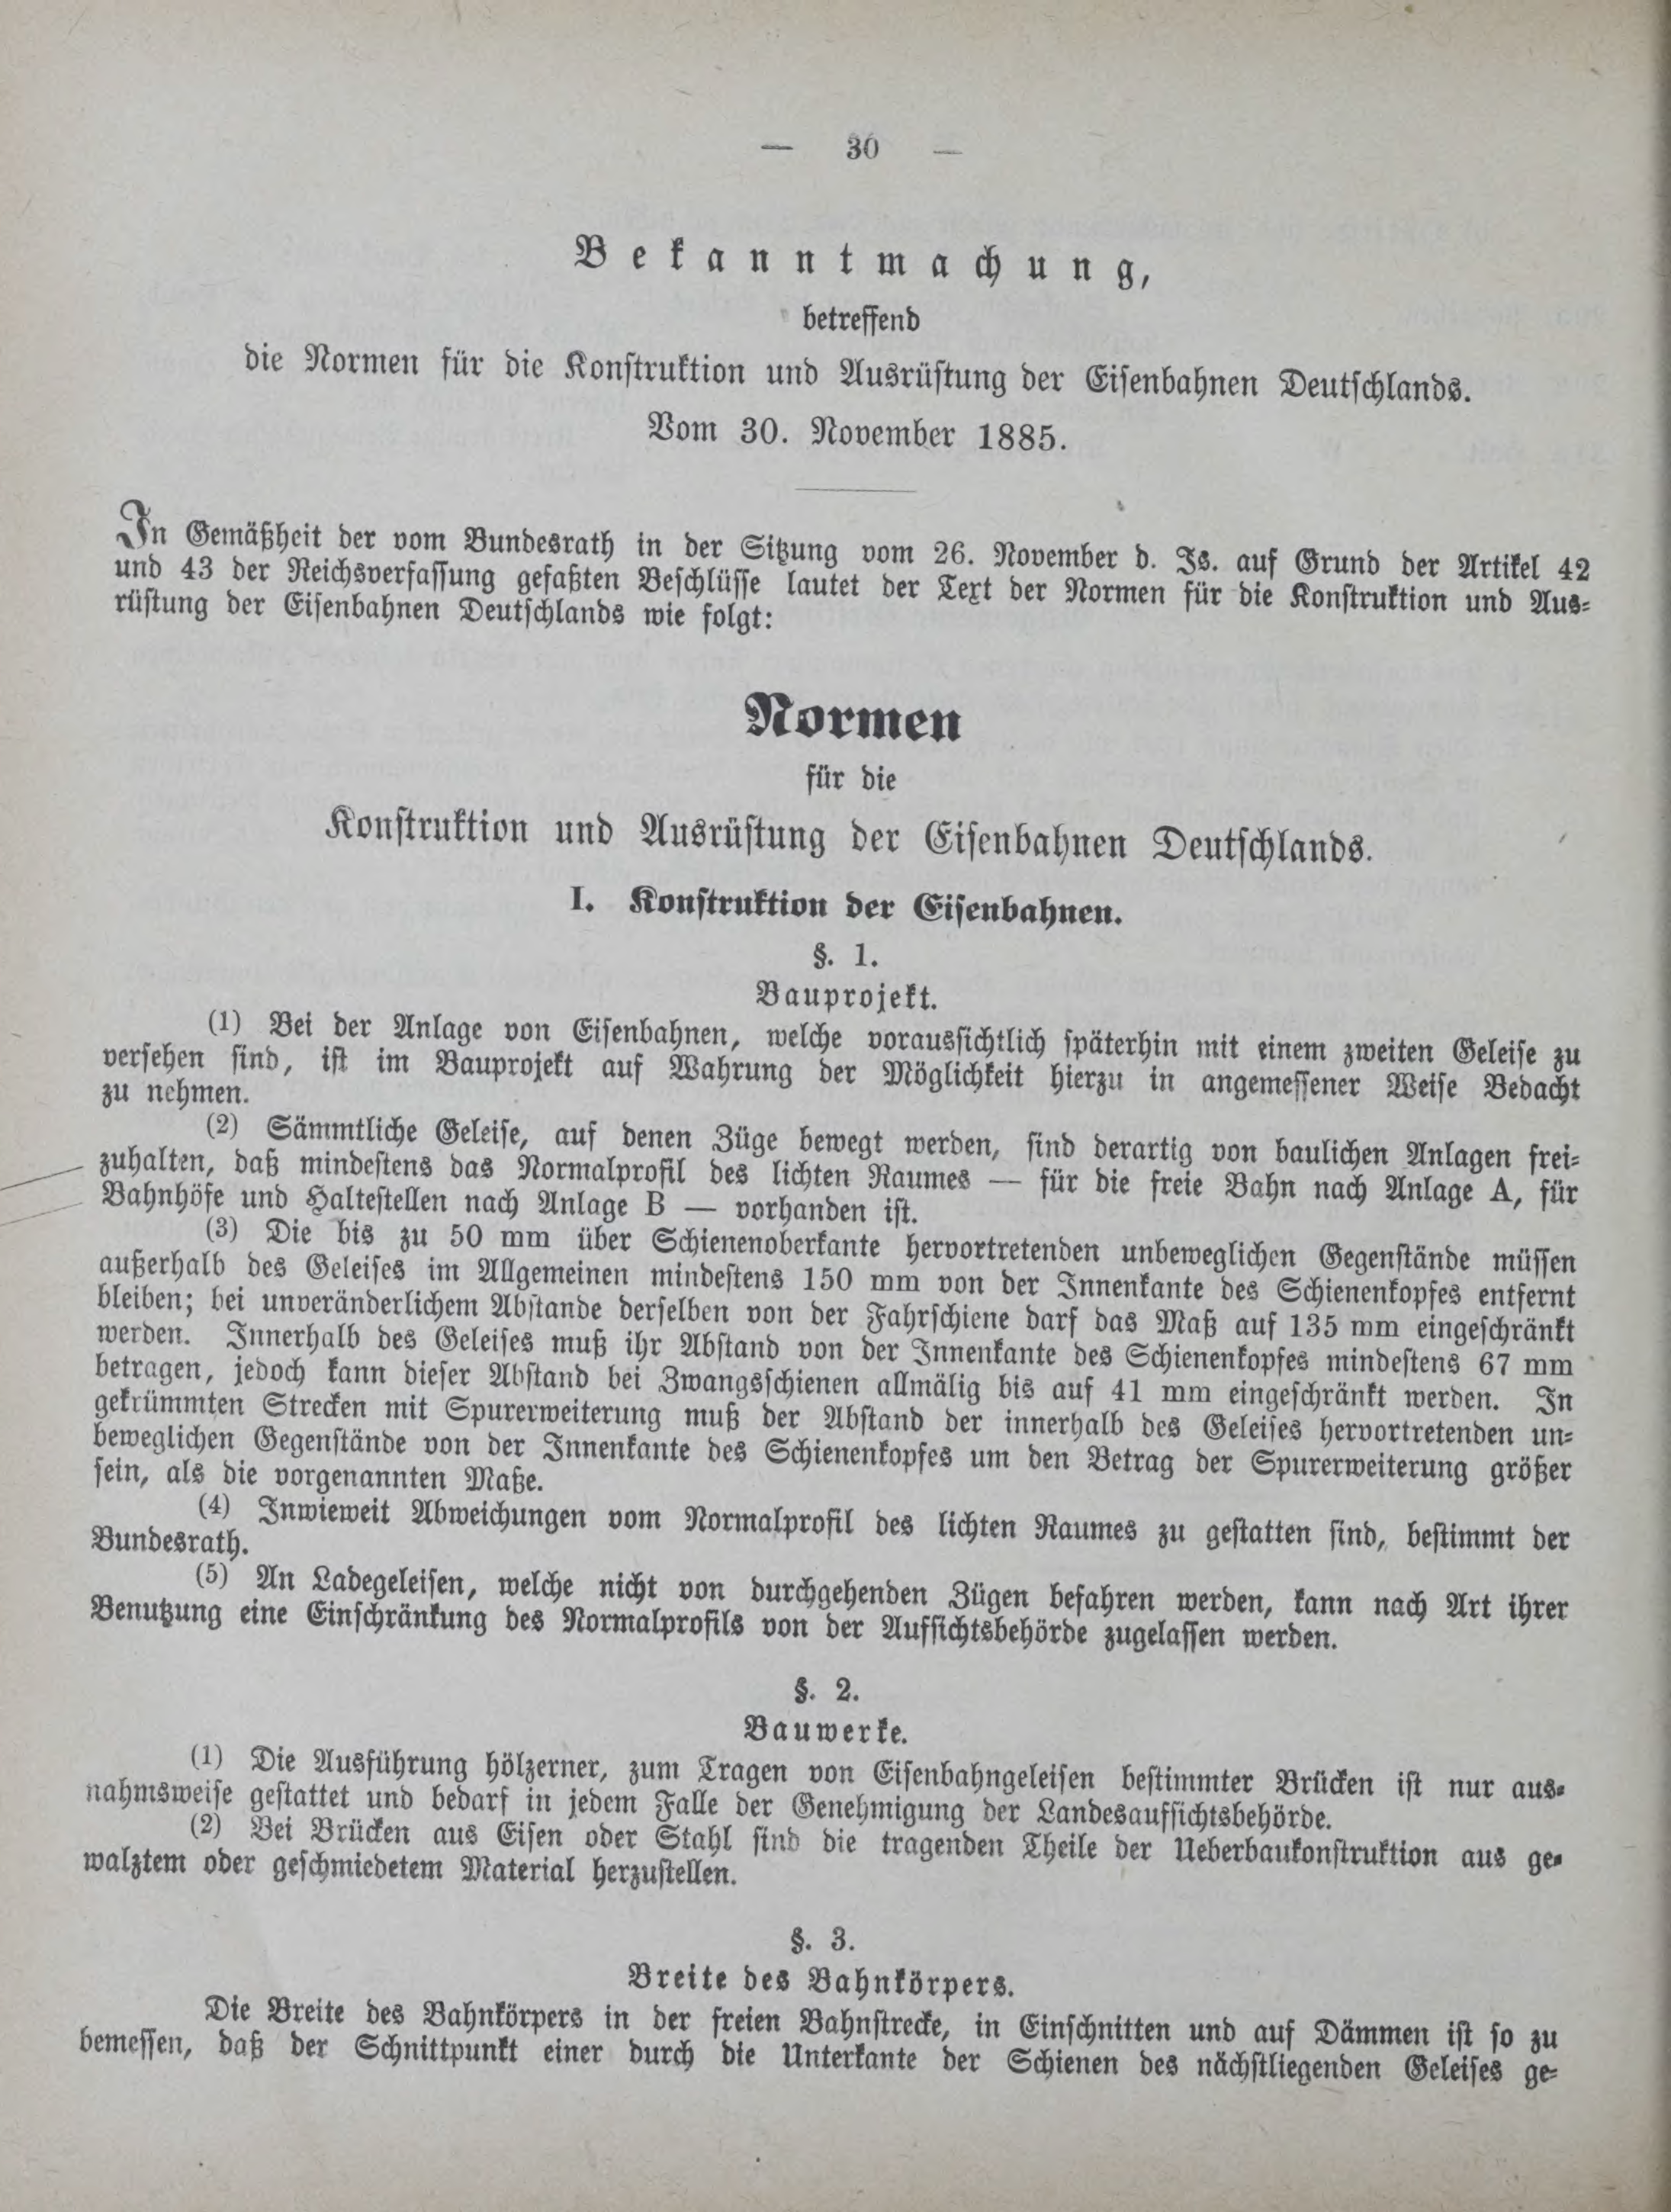 — 30 —
Bekanntmachung,
betreffend
die Normen für die Konstruktion und Ausrüstung der Eisenbahnen Deutschlands.
Vom 30. November 1885.
In Gemäßheit der vom Bundesrath in der Sitzung vom 26. November d. Js. auf Grund der Artikel 42
und 43 der Reichsverfassung gefaßten Beschlüsse lautet der Text der Normen für die Konstruktion und Aus-
rüstung der Eisenbahnen Deutschlands wie folgt:
Normen
für die
Konstruktion und Ausrüstung der Eisenbahnen Deutschlands.
I. Konstruktion der Eisenbahnen.
§. 1.
Bauprojekt.
(1) Bei der Anlage von Eisenbahnen, welche voraussichtlich späterhin mit einem zweiten Geleise zu
versehen sind, ist im Bauprojekt auf Wahrung der Möglichkeit hierzu in angemessener Weise Bedacht
zu nehmen.
(2) Sämmtliche Geleise, auf denen Züge bewegt werden, sind derartig von baulichen Anlagen frei-
zuhalten, daß mindestens das Normalprofil des lichten Raumes — für die freie Bahn nach Anlage A, für
Bahnhöfe und Haltestellen nach Anlage B — vorhanden ist.
(3) Die bis zu 50 mm über Schienenoberkante hervortretenden unbeweglichen Gegenstände müssen
außerhalb des Geleises im Allgemeinen mindestens 150 mm von der Innenkante des Schienenkopfes entfernt
bleiben; bei unveränderlichem Abstande derselben von der Fahrschiene darf das Maß auf 135 mm eingeschränkt
werden. Innerhalb des Geleises muß ihr Abstand von der Innenkante des Schienenkopfes mindestens 67 mm
betragen, jedoch kann dieser Abstand bei Zwangsschienen allmälig bis auf 41 mm eingeschränkt werden. In
gekrümmten Strecken mit Spurerweiterung muß der Abstand der innerhalb des Geleises hervortretenden un-
beweglichen Gegenstände von der Innenkante des Schienenkopfes um den Betrag der Spurerweiterung größer
sein, als die vorgenannten Maße.
(4) Inwieweit Abweichungen vom Normalprofil des lichten Raumes zu gestatten sind, bestimmt der
Bundesrath.
(5) An Ladegeleisen, welche nicht von durchgehenden Zügen befahren werden, kann nach Art ihrer
Benutzung eine Einschränkung des Normalprofils von der Aufsichtsbehörde zugelassen werden.
§. 2.
Bauwerke.
(1) Die Ausführung hölzerner, zum Tragen von Eisenbahngeleisen bestimmter Brücken ist nur aus-
nahmsweise gestattet und bedarf in jedem Falle der Genehmigung der Landesaufsichtsbehörde.
(2) Bei Brücken aus Eisen oder Stahl sind die tragenden Theile der Ueberbaukonstruktion aus ge-
walztem oder geschmiedetem Material herzustellen.
§. 3.
Breite des Bahnkörpers.
Die Breite des Bahnkörpers in der freien Bahnstrecke, in Einschnitten und auf Dämmen ist so zu
bemessen, daß der Schnittpunkt einer durch die Unterkante der Schienen des nächstliegenden Geleises ge-